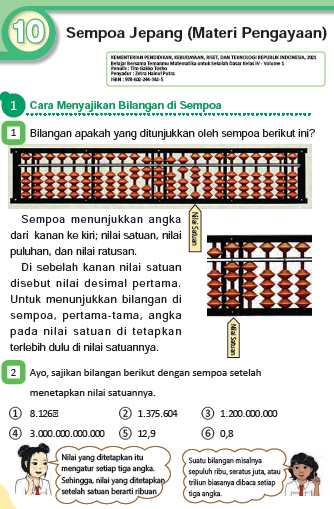 10 Sempoa Jepang (Materi Pengayaan)
KEMENTERIAN PENDIDIKAN, KEBUDAYAAN, RISET, DAN TEKNOLOGI REPUBLIK INDONESIA, 2021
Belajar Bersama Temanmu Matematika untuk Sekolah Dasar Kelas IV - Volume 1
Penulis : Tim Gakko Tosho
Penyadur : Zetra Hainul Putra
ISBN : 978-602-244-542-5
1 Cara Menyajikan Bilangan di Sempoa
1 Bilangan apakah yang ditunjukkan oleh sempoa berikut ini?
Nilai Satuan
Sempoa menunjukkan angka
dari kanan ke kiri; nilai satuan, nilai
puluhan, dan nilai ratusan.
Di sebelah kanan nilai satuan
disebut nilai desimal pertama.
Untuk menunjukkan bilangan di
sempoa, pertama-tama, angka
pada nilai satuan di tetapkan
terlebih dulu di nilai satuannya.
Nilai Satuan
2 Ayo, sajikan bilangan berikut dengan sempoa setelah
menetapkan nilai satuannya.
① 8.126 ② 1.375.604 ③ 1.200.000.000
④ 3.000.000.000.000 ⑤ 12,9 ⑥ 0,8
Nilai yang ditetapkan itu
mengatur setiap tiga angka.
Sehingga, nilai yang ditetapkan
setelah satuan berarti ribuan
Suatu bilangan misalnya
sepuluh ribu, seratus juta, atau
triliun biasanya dibaca setiap
tiga angka.